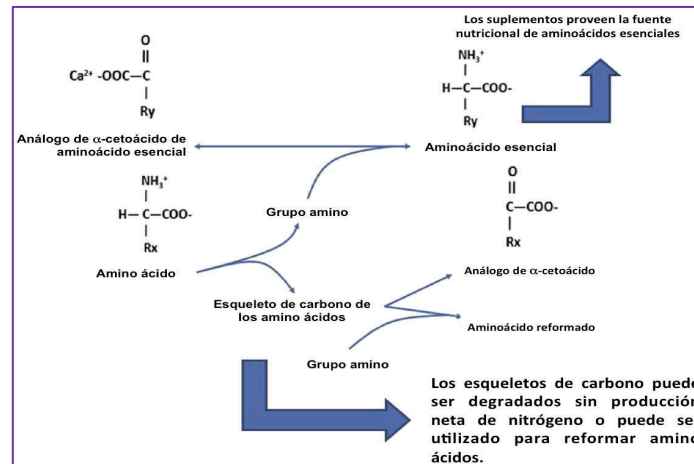 Los suplementos proveen la fuente
nutricional de aminoácidos esenciales
O
Ca²⁺ -OOC—C
Ry
NH₃⁺
H—C—COO-
Ry
Análogo de α-cetoácido de
aminoácido esencial
Aminoácido esencial
NH₃⁺
H—C—COO-
Rx
O
C—COO-
Rx
Grupo amino
Amino ácido
Análogo de α-cetoácido
Esqueleto de carbono de
los amino ácidos
Aminoácido reformado
Grupo amino
Los esqueletos de carbono puede
ser degradados sin producción
neta de nitrógeno o puede se
utilizado para reformar amino
ácidos.